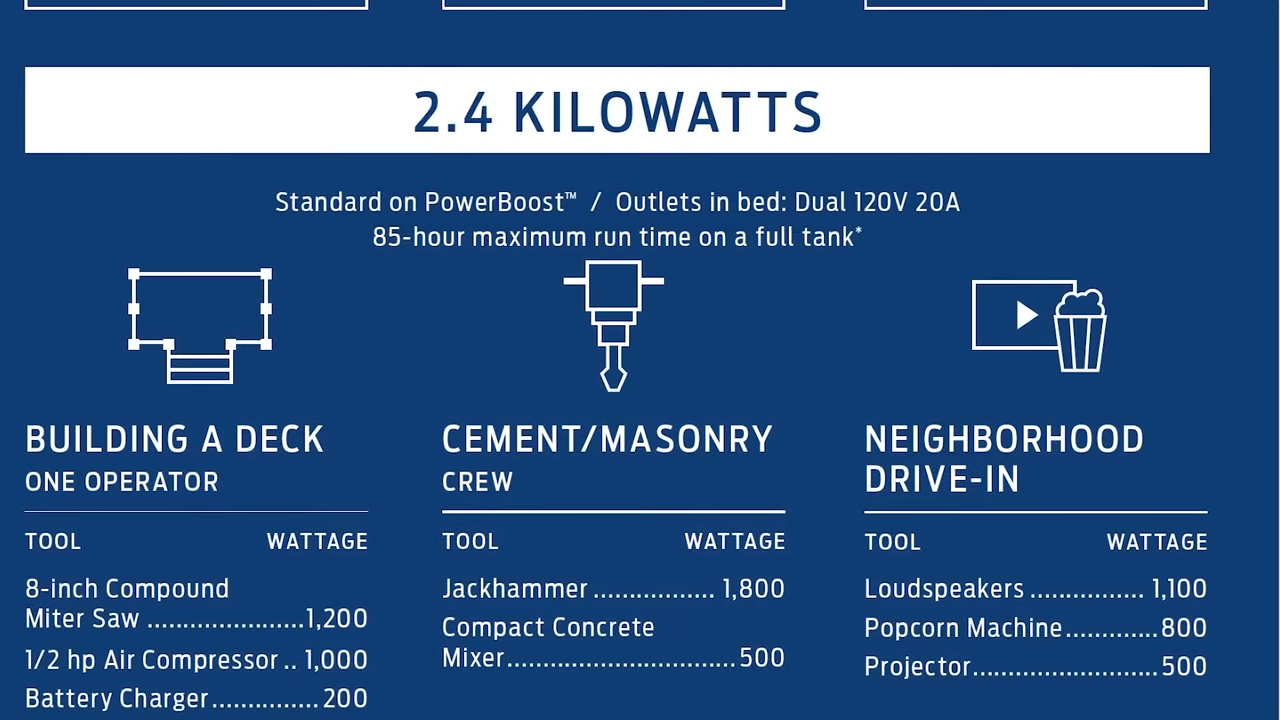 2.4 KILOWATTS
Standard on PowerBoost™ / Outlets in bed: Dual 120V 20A
85-hour maximum run time on a full tank*
BUILDING A DECK
ONE OPERATOR
TOOL WATTAGE
8-inch Compound
Miter Saw ......................1,200
1/2 hp Air Compressor .. 1,000
Battery Charger............... 200
CEMENT/MASONRY
CREW
TOOL WATTAGE
Jackhammer ................. 1,800
Compact Concrete
Mixer................................ 500
NEIGHBORHOOD
DRIVE-IN
TOOL WATTAGE
Loudspeakers ................ 1,100
Popcorn Machine.............800
Projector..........................500